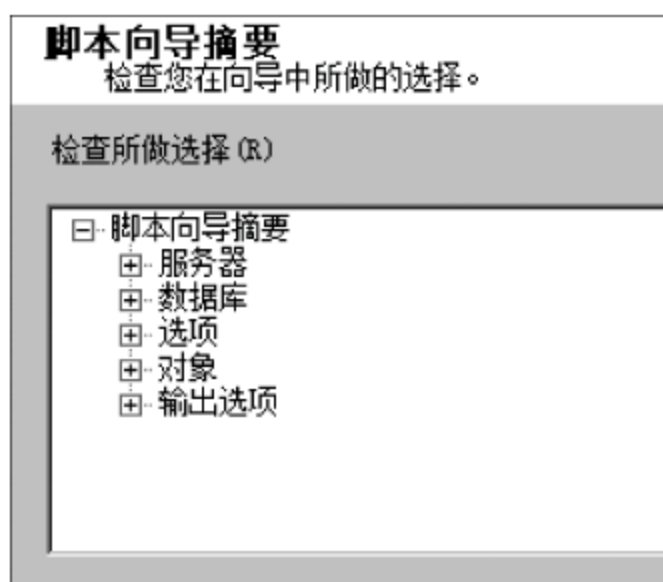 脚本向导摘要
检查您在向导中所做的选择。
检查所做选择(R)
脚本向导摘要
服务器
数据库
选项
对象
输出选项